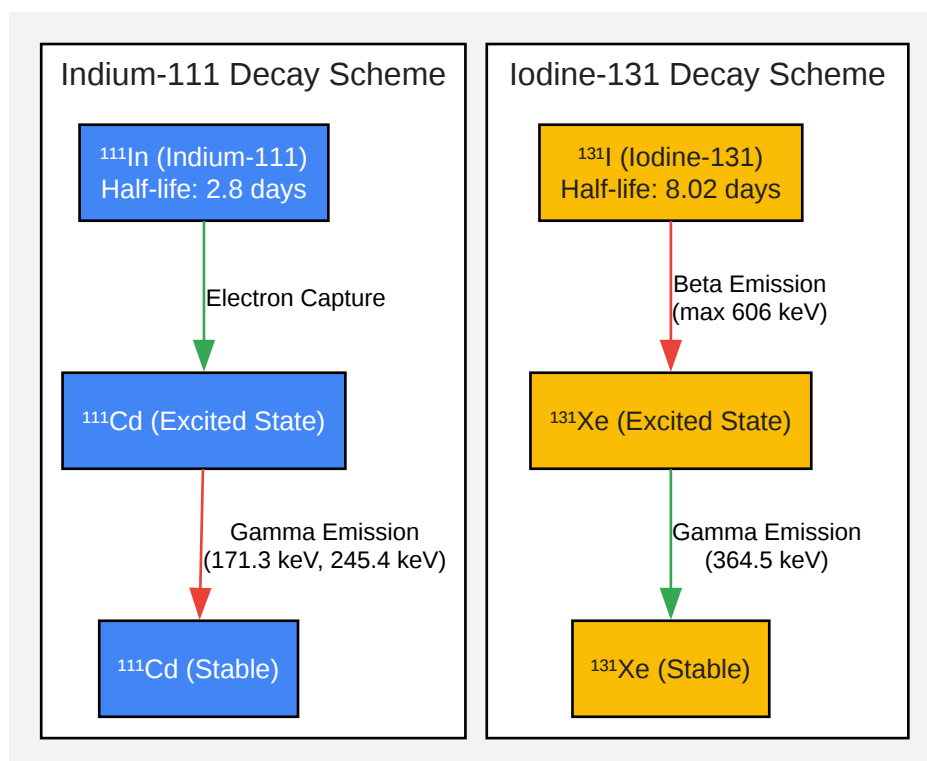 Indium-111 Decay Scheme
¹¹¹In (Indium-111)
Half-life: 2.8 days
Electron Capture
¹¹¹Cd (Excited State)
Gamma Emission
(171.3 keV, 245.4 keV)
¹¹¹Cd (Stable)
Iodine-131 Decay Scheme
¹³¹I (Iodine-131)
Half-life: 8.02 days
Beta Emission
(max 606 keV)
¹³¹Xe (Excited State)
Gamma Emission
(364.5 keV)
¹³¹Xe (Stable)